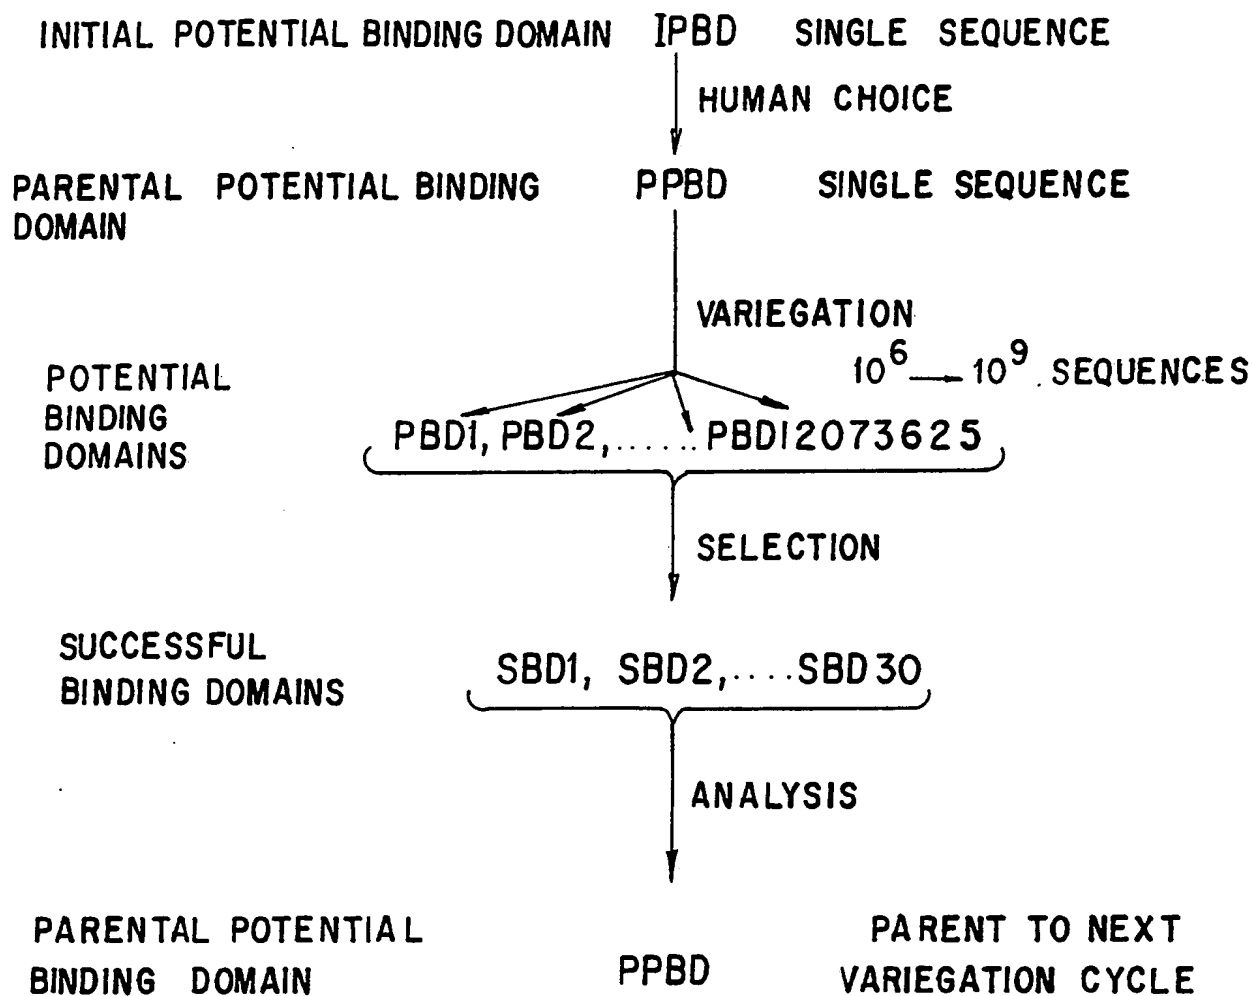 INITIAL POTENTIAL BINDING DOMAIN IPBD SINGLE SEQUENCE
HUMAN CHOICE
PARENTAL POTENTIAL BINDING PPBD SINGLE SEQUENCE
DOMAIN
VARIEGATION
10⁶ → 10⁹ SEQUENCES
POTENTIAL
BINDING
DOMAINS
PBD1, PBD2, ...... PBD12073625
SELECTION
SUCCESSFUL
BINDING DOMAINS
SBD1, SBD2, .... SBD30
ANALYSIS
PARENTAL POTENTIAL
BINDING DOMAIN
PPBD
PARENT TO NEXT
VARIEGATION CYCLE